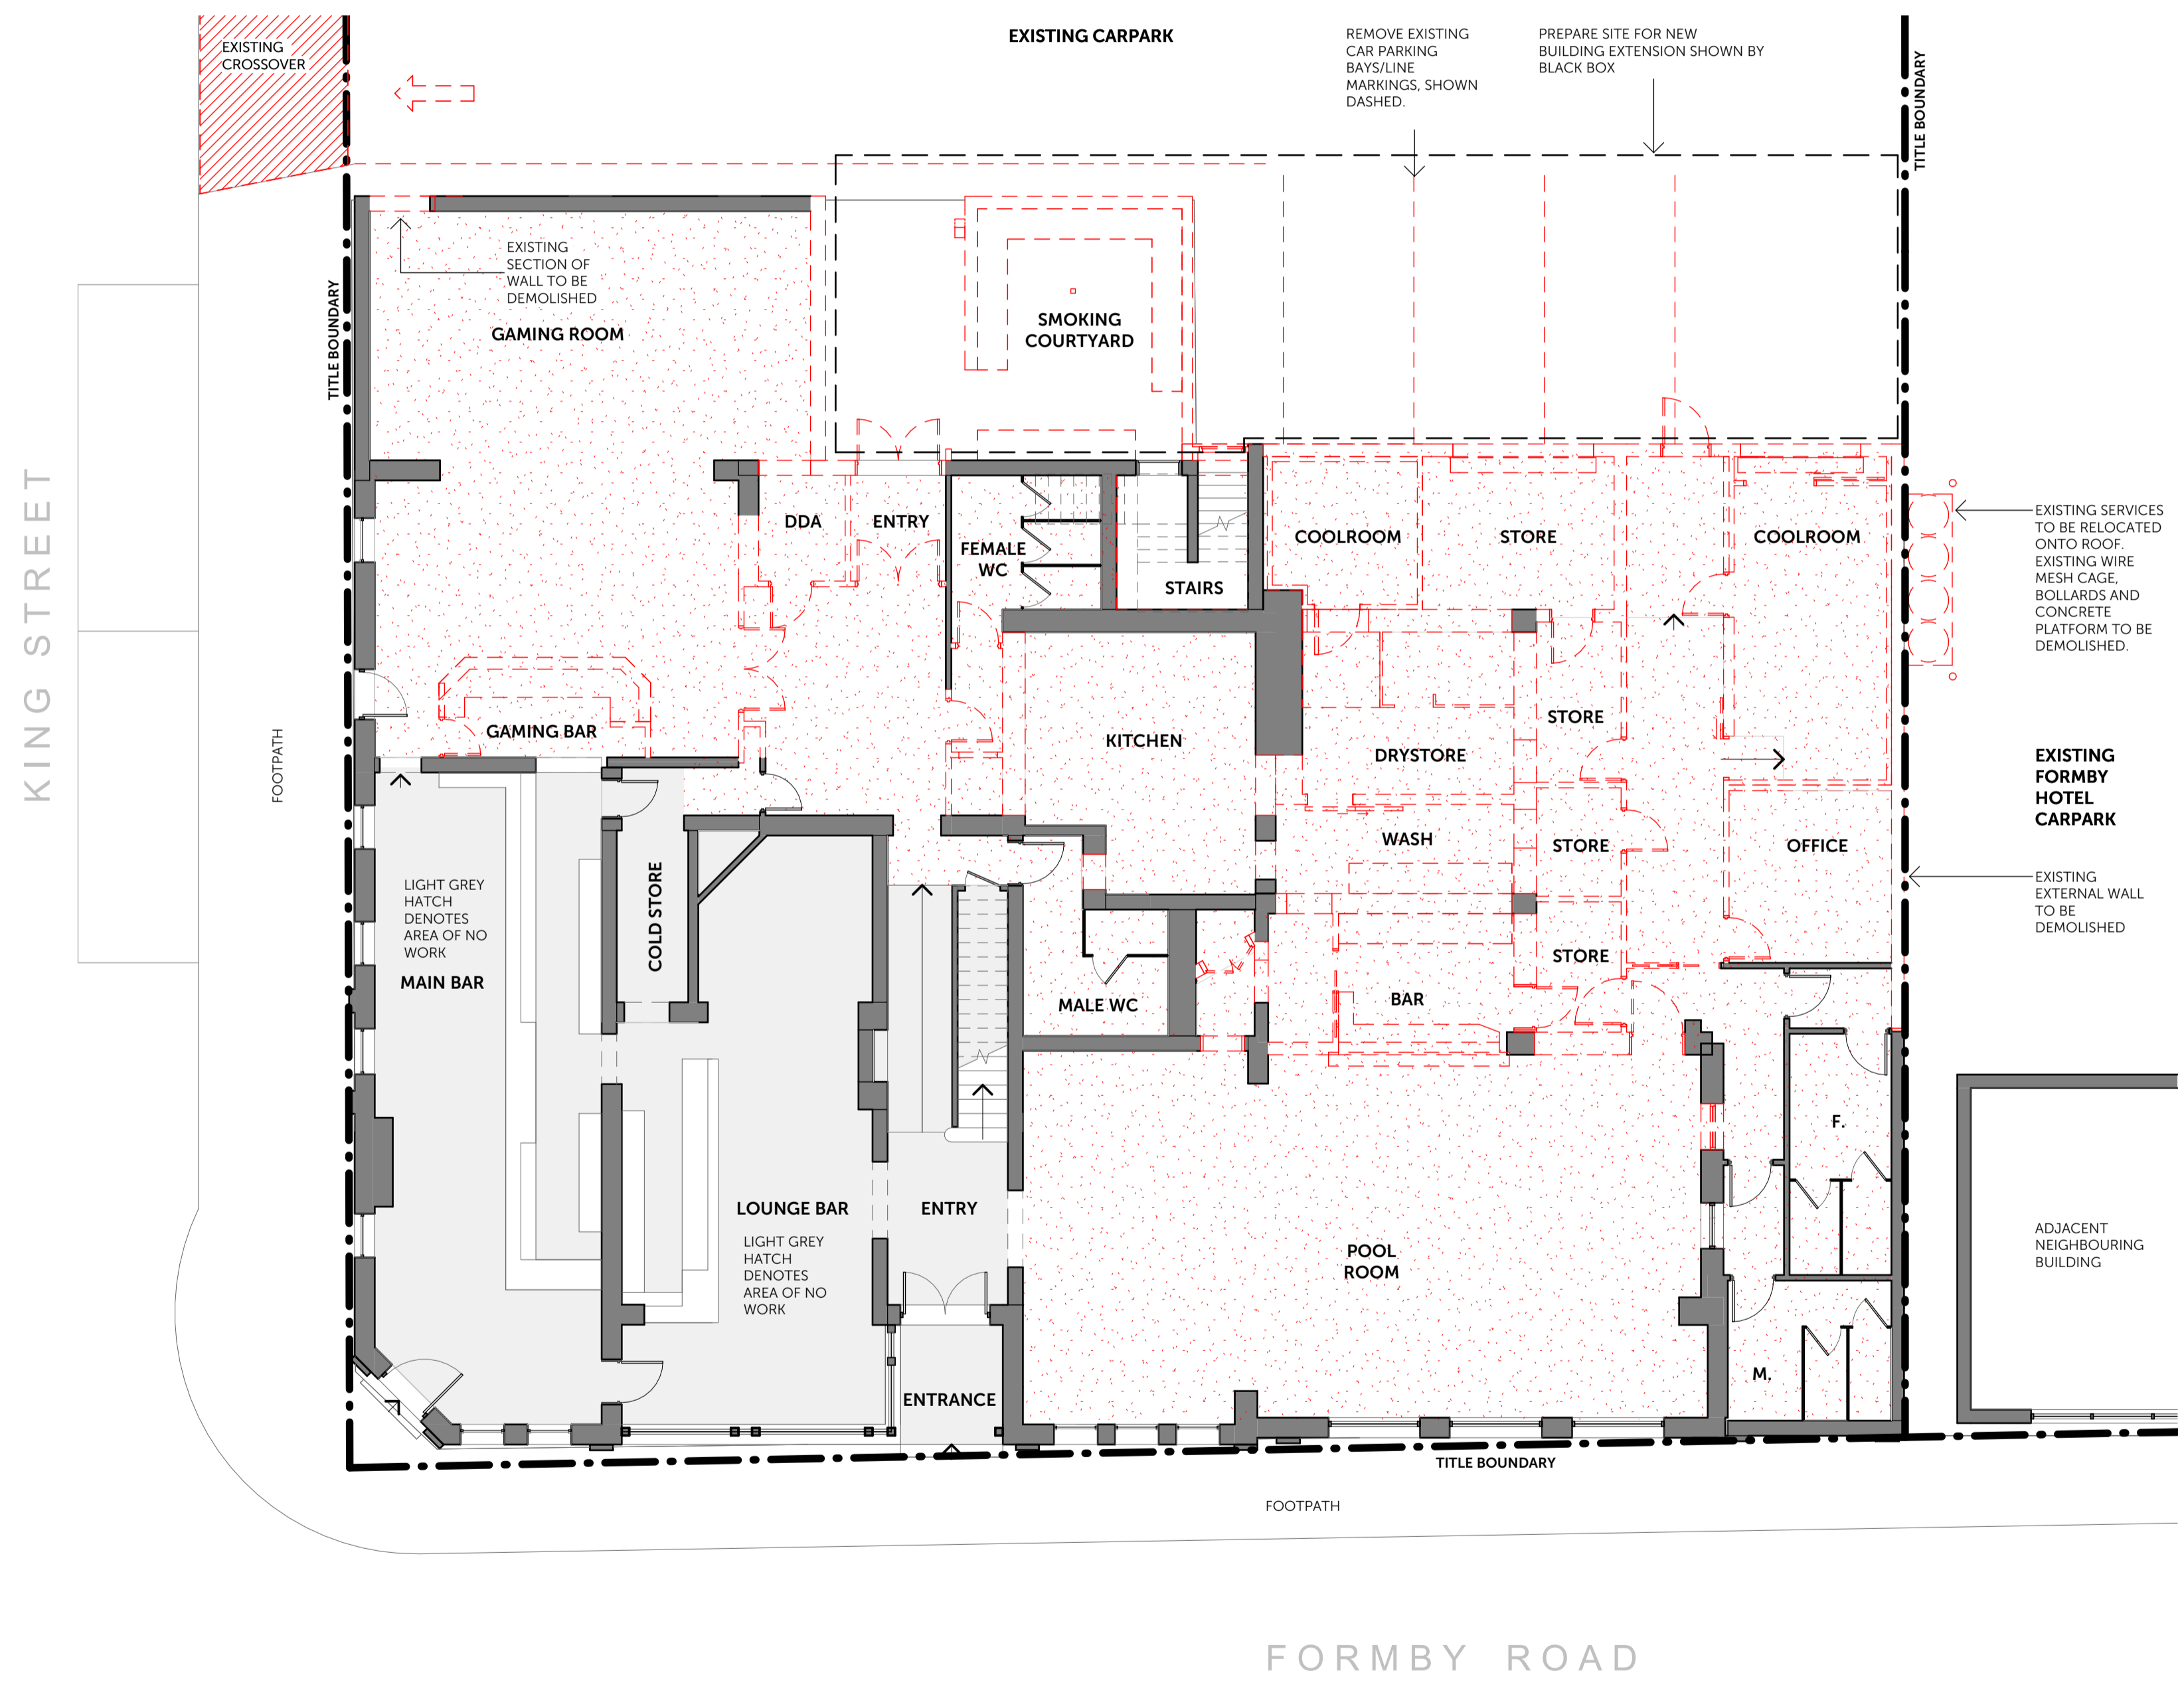 EXISTING
CROSSOVER
EXISTING CARPARK
REMOVE EXISTING
CAR PARKING
BAYS/LINE
MARKINGS, SHOWN
DASHED.
PREPARE SITE FOR NEW
BUILDING EXTENSION SHOWN BY
BLACK BOX
TITLE BOUNDARY
EXISTING
SECTION OF
WALL TO BE
DEMOLISHED
TITLE BOUNDARY
GAMING ROOM
SMOKING
COURTYARD
KING STREET
FOOTPATH
DDA
ENTRY
FEMALE
WC
STAIRS
COOLROOM
STORE
COOLROOM
EXISTING SERVICES
TO BE RELOCATED
ONTO ROOF.
EXISTING WIRE
MESH CAGE,
BOLLARDS AND
CONCRETE
PLATFORM TO BE
DEMOLISHED.
GAMING BAR
KITCHEN
STORE
DRYSTORE
EXISTING
FORMBY
HOTEL
CARPARK
WASH
STORE
OFFICE
LIGHT GREY
HATCH
DENOTES
AREA OF NO
WORK
MAIN BAR
COLD STORE
EXISTING
EXTERNAL WALL
TO BE
DEMOLISHED
STORE
MALE WC
BAR
F.
LOUNGE BAR
LIGHT GREY
HATCH
DENOTES
AREA OF NO
WORK
ENTRY
POOL
ROOM
ADJACENT
NEIGHBOURING
BUILDING
M.
ENTRANCE
TITLE BOUNDARY
FOOTPATH
FORMBY ROAD